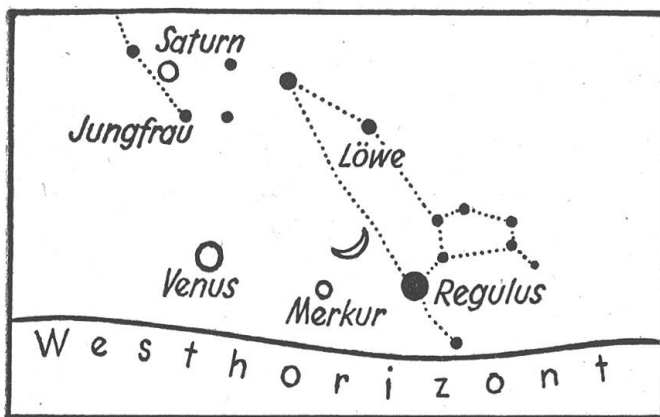 Saturn
Jungfrau
Löwe
Venus
Merkur
Regulus
Westhorizont